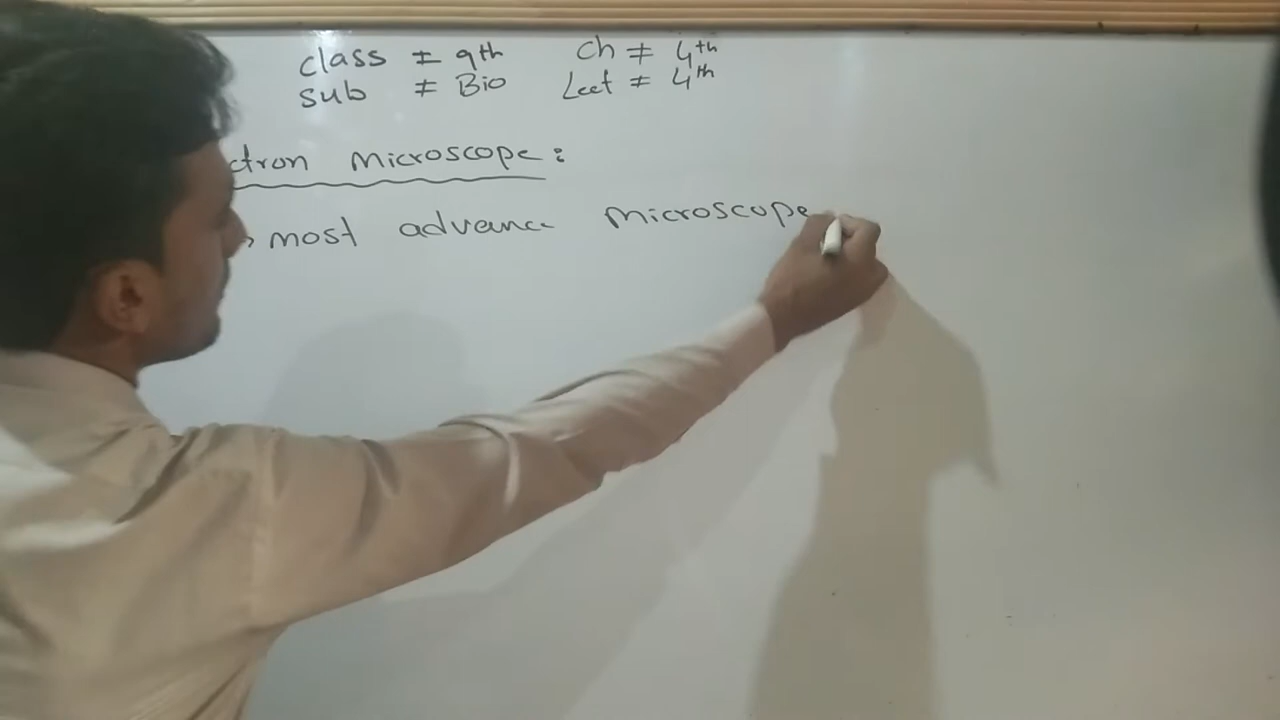 class ≠ 9th Ch ≠ 4th
sub ≠ Bio Lect ≠ 4th
ctron Microscope :
most advance Microscope